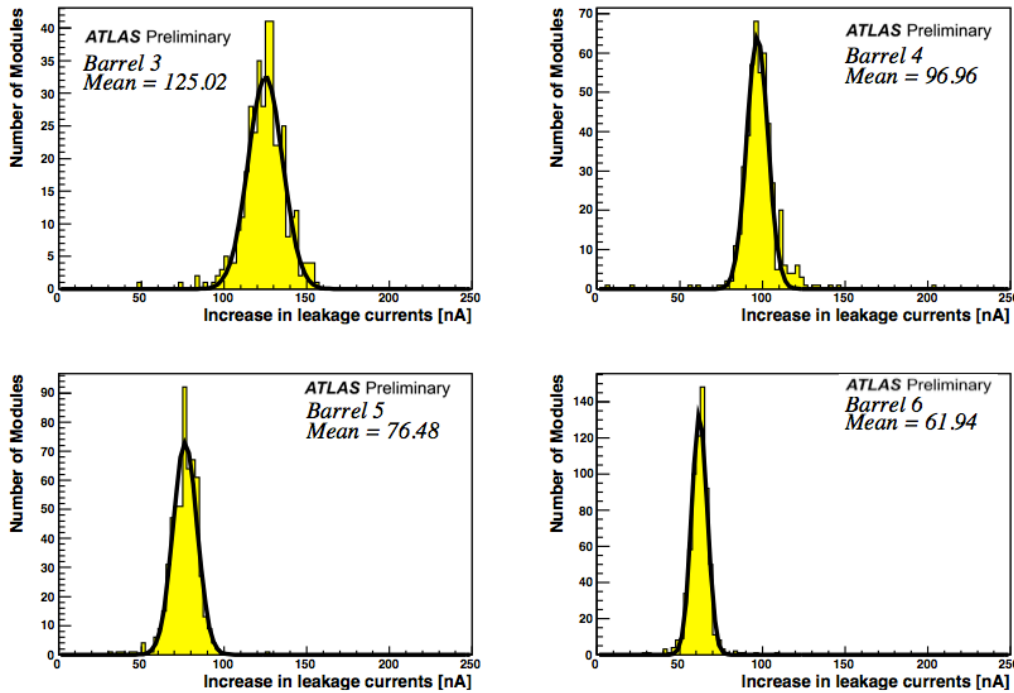 Number of Modules
40
35
30
25
20
15
10
5
0
ATLAS Preliminary
Barrel 3
Mean = 125.02
0 50 100 150 200 250
Increase in leakage currents [nA]
Number of Modules
70
60
50
40
30
20
10
0
ATLAS Preliminary
Barrel 4
Mean = 96.96
0 50 100 150 200 250
Increase in leakage currents [nA]
Number of Modules
90
80
70
60
50
40
30
20
10
0
ATLAS Preliminary
Barrel 5
Mean = 76.48
0 50 100 150 200 250
Increase in leakage currents [nA]
Number of Modules
140
120
100
80
60
40
20
0
ATLAS Preliminary
Barrel 6
Mean = 61.94
0 50 100 150 200 250
Increase in leakage currents [nA]